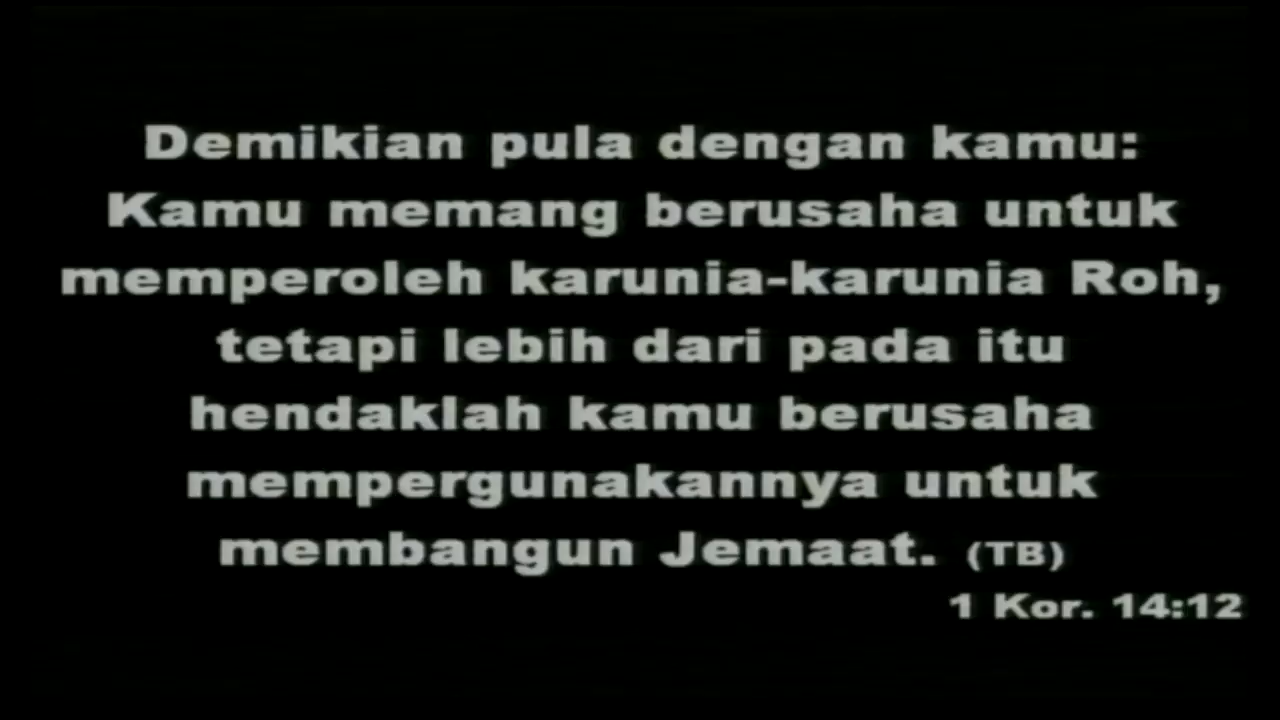 Demikian pula dengan kamu:
Kamu memang berusaha untuk
memperoleh karunia-karunia Roh,
tetapi lebih dari pada itu
hendaklah kamu berusaha
mempergunakannya untuk
membangun Jemaat. (TB)
1 Kor. 14:12